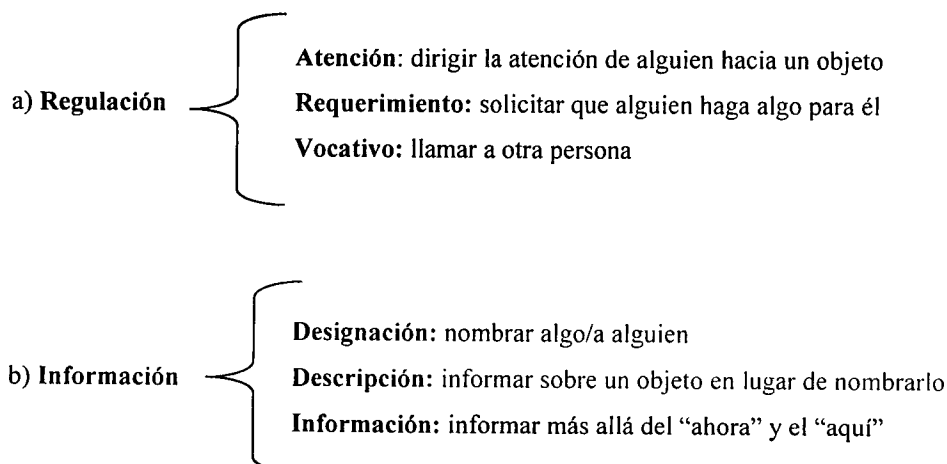 a) Regulación
Atención: dirigir la atención de alguien hacia un objeto
Requerimiento: solicitar que alguien haga algo para él
Vocativo: llamar a otra persona
b) Información
Designación: nombrar algo/a alguien
Descripción: informar sobre un objeto en lugar de nombrarlo
Información: informar más allá del “ahora” y el “aquí”